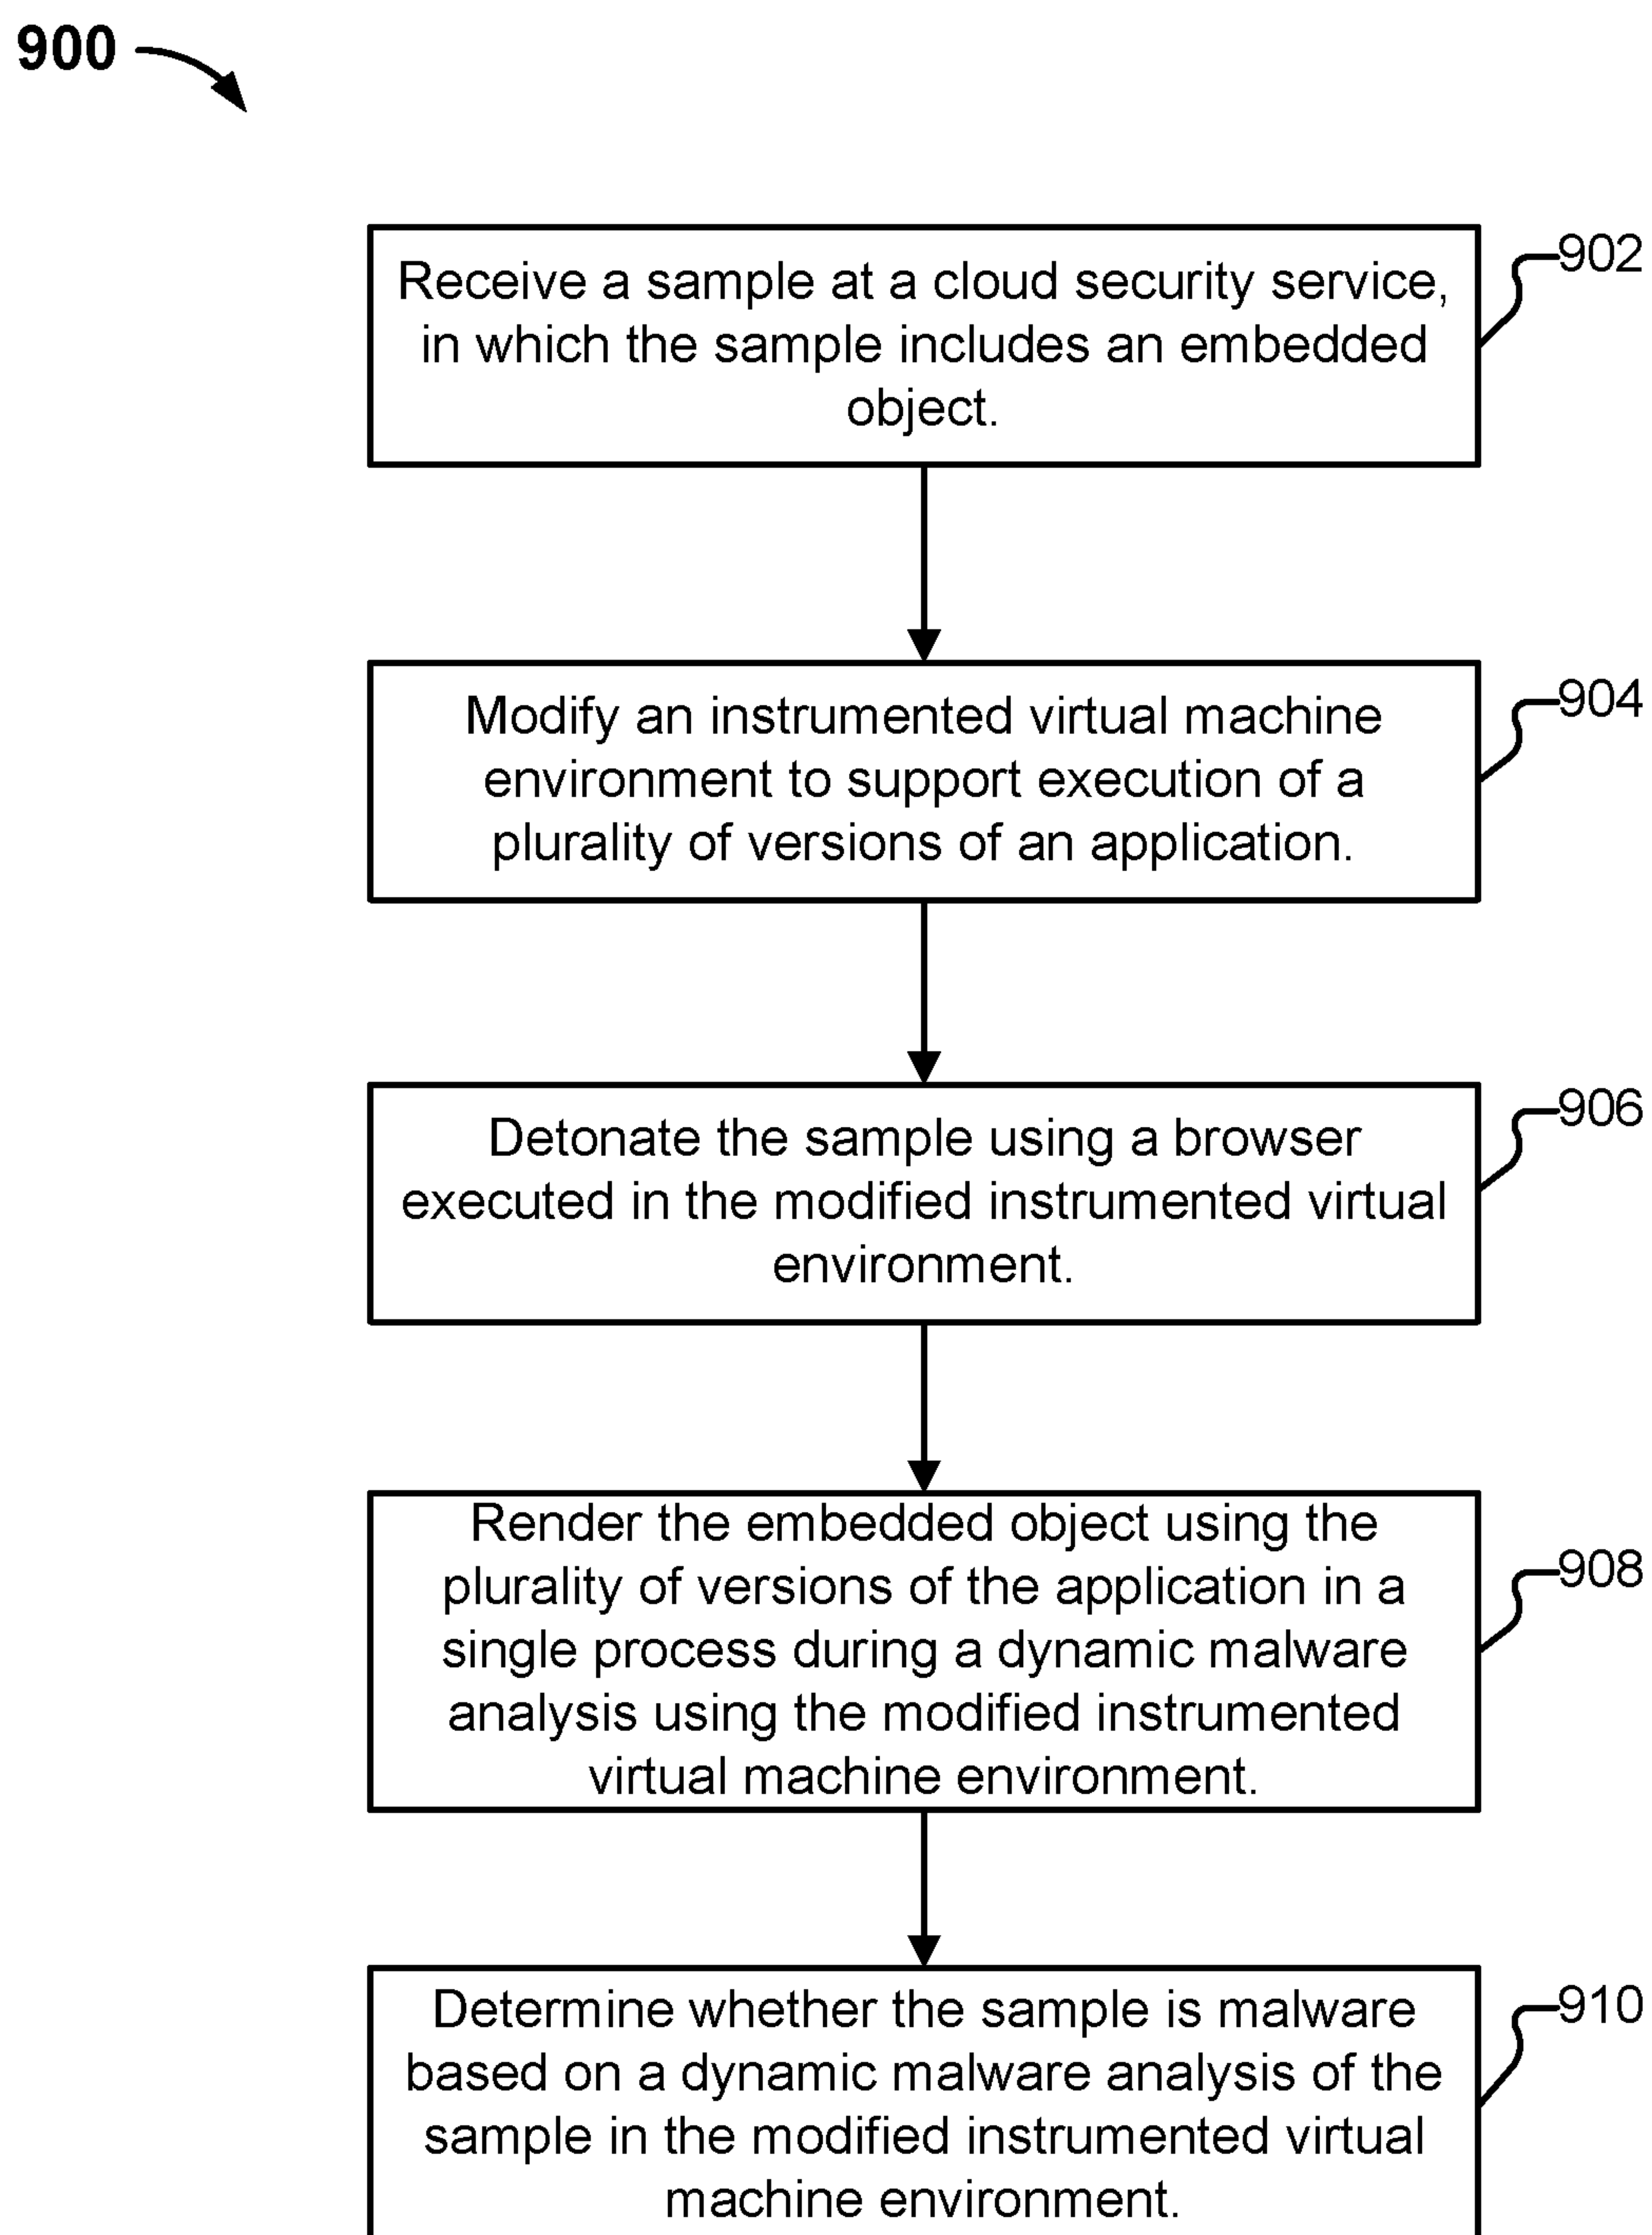 900
Receive a sample at a cloud security service,
in which the sample includes an embedded
object.
902
Modify an instrumented virtual machine
environment to support execution of a
plurality of versions of an application.
904
Detonate the sample using a browser
executed in the modified instrumented virtual
environment.
906
Render the embedded object using the
plurality of versions of the application in a
single process during a dynamic malware
analysis using the modified instrumented
virtual machine environment.
908
Determine whether the sample is malware
based on a dynamic malware analysis of the
sample in the modified instrumented virtual
machine environment.
910